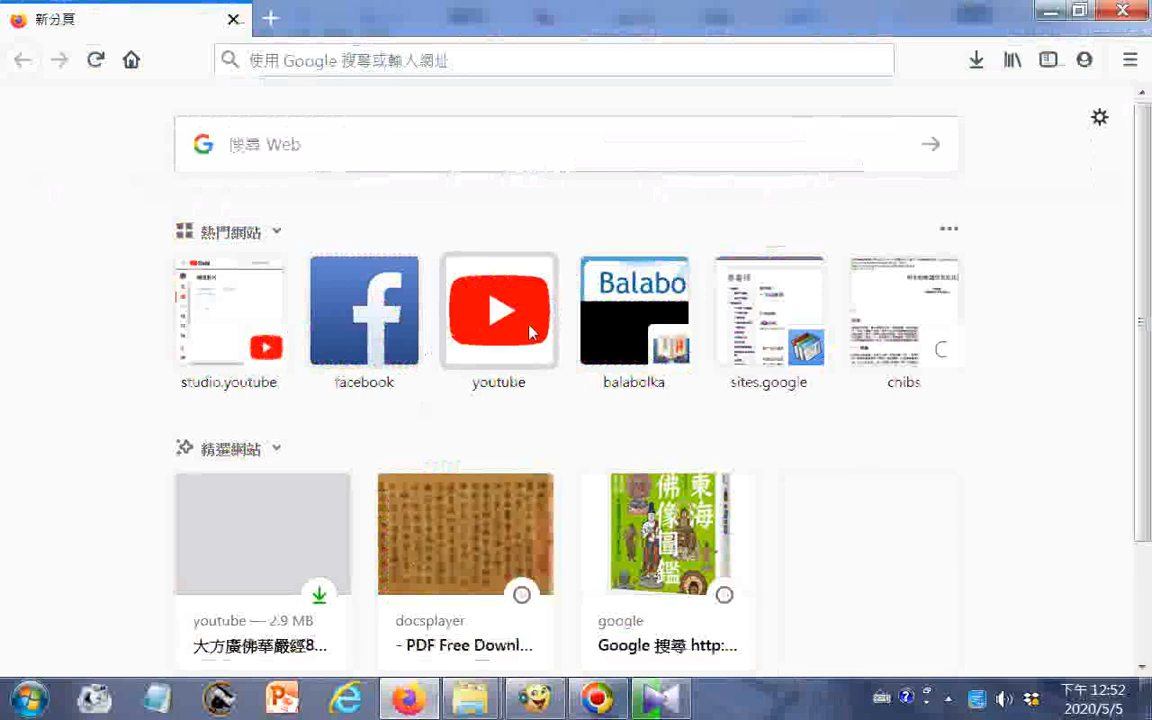 新分頁
使用 Google 搜尋或輸入網址
搜尋 Web
熱門網站
Balabo
studio.youtube
facebook
youtube
balabolka
sites.google
chibs
精選網站
東海
佛像圖鑑
youtube — 2.9 MB
大方廣佛華嚴經8...
docsplayer
- PDF Free Downl...
google
Google 搜尋 http:...
下午 12:52
2020/5/5